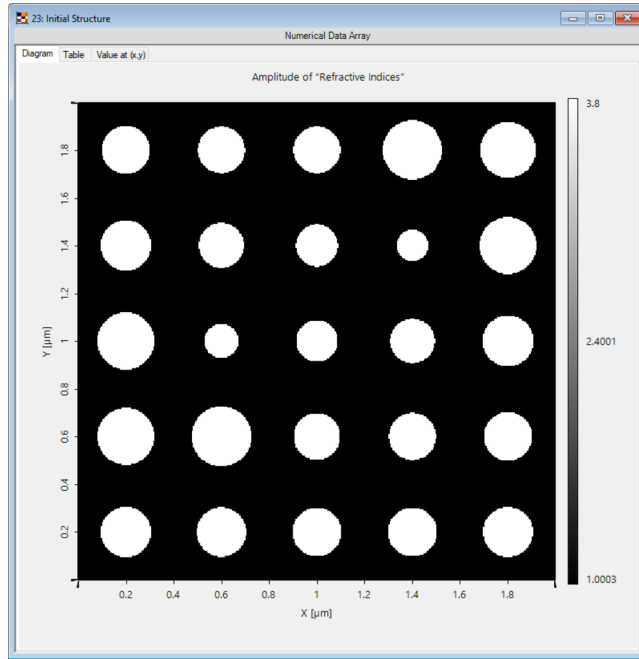 23: Initial Structure
Numerical Data Array
Diagram Table Value at (x,y)
Amplitude of "Refractive Indices"
3.8
2.4001
1.0003
1.8
1.6
1.4
1.2
1
0.8
0.6
0.4
0.2
Y [µm]
0.2 0.4 0.6 0.8 1 1.2 1.4 1.6 1.8
X [µm]